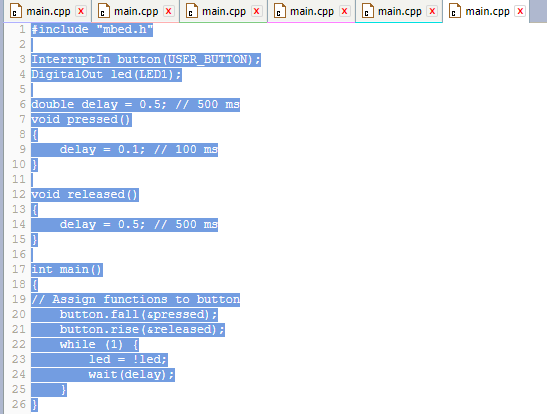 main.cpp x main.cpp x main.cpp x main.cpp x main.cpp x main.cpp x
1 #include "mbed.h"
2
3 InterruptIn button(USER_BUTTON);
4 DigitalOut led(LED1);
5
6 double delay = 0.5; // 500 ms
7 void pressed()
8 {
9     delay = 0.1; // 100 ms
10 }
11
12 void released()
13 {
14     delay = 0.5; // 500 ms
15 }
16
17 int main()
18 {
19 // Assign functions to button
20     button.fall(&pressed);
21     button.rise(&released);
22     while (1) {
23         led = !led;
24         wait(delay);
25     }
26 }